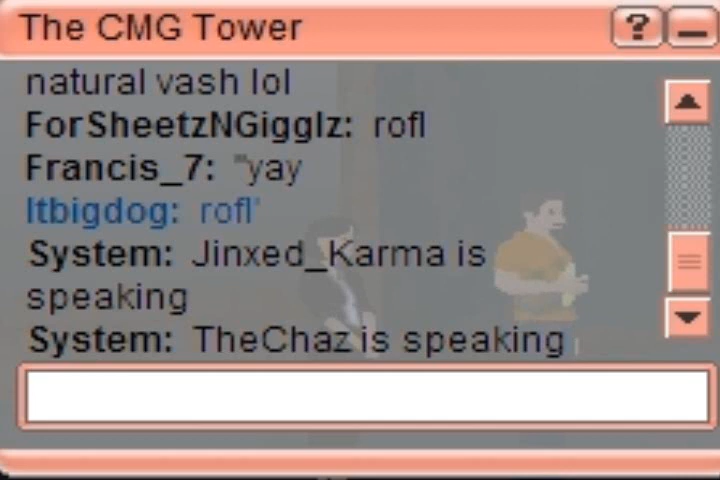 The CMG Tower
?
natural vash lol
ForSheetzNGigglz: rofl
Francis_7: "yay
ltbigdog: rofl'
System: Jinxed_Karma is
speaking
System: TheChaz is speaking